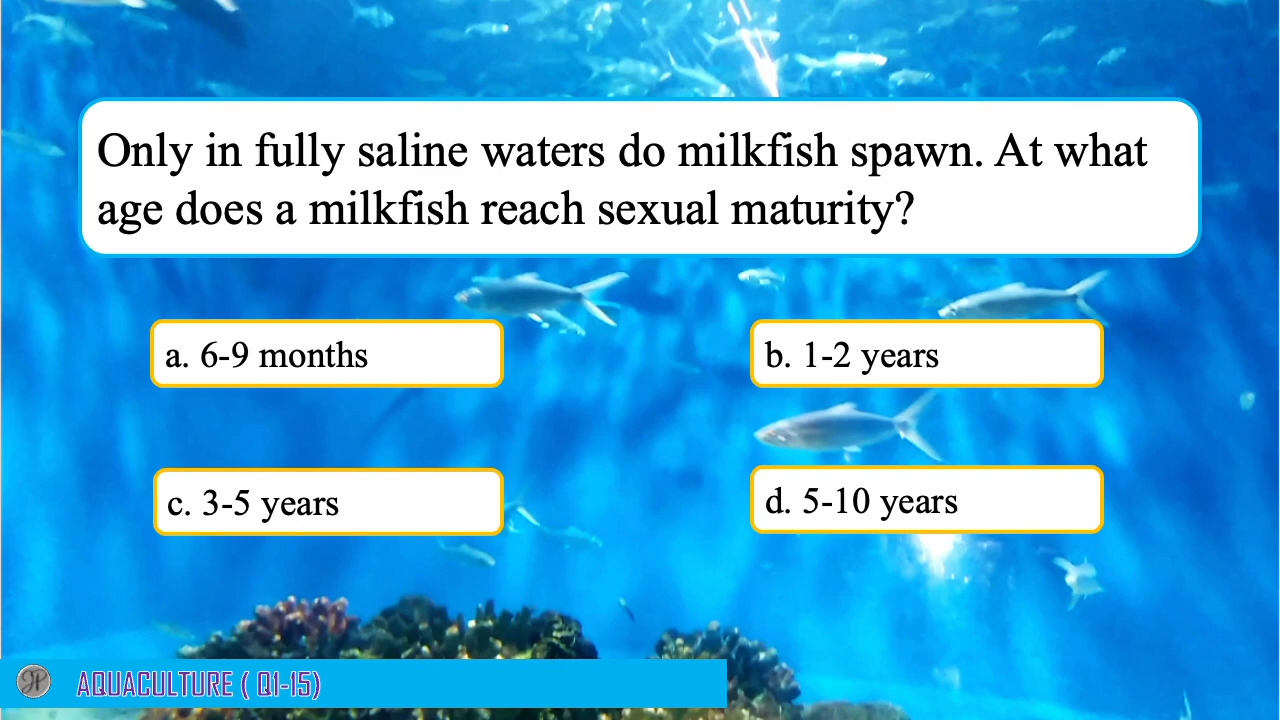 Only in fully saline waters do milkfish spawn. At what
age does a milkfish reach sexual maturity?
a. 6-9 months
b. 1-2 years
c. 3-5 years
d. 5-10 years
AQUACULTURE ( Q1-15)